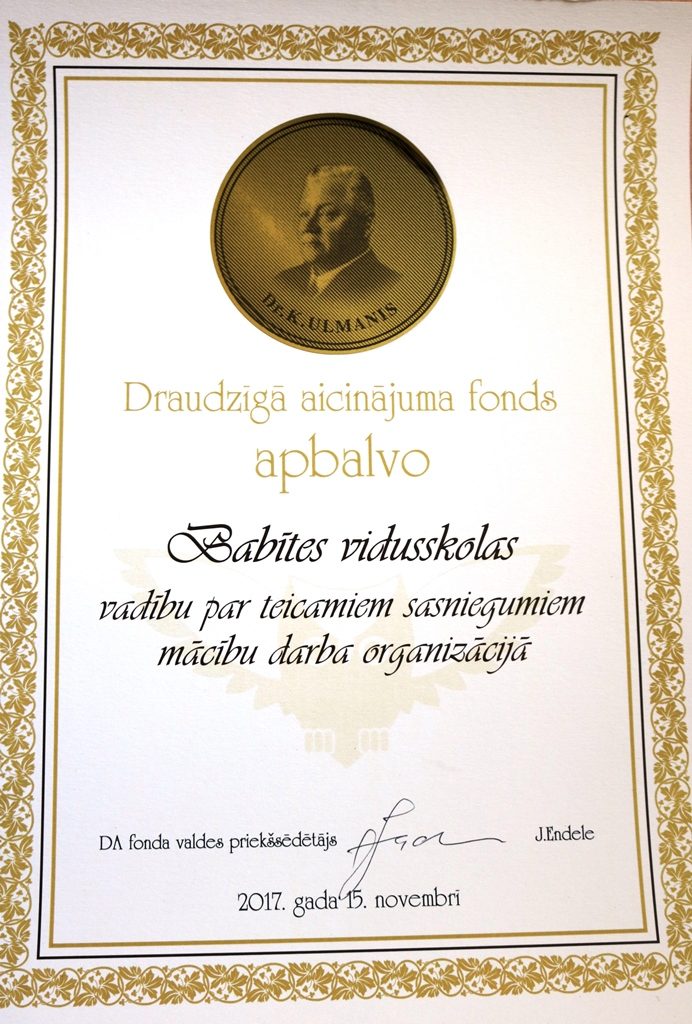 Dr. K. ULMANIS
Draudzīgā aicinājuma fonds
apbalvo
Babītes vidusskolas
vadību par teicamiem sasniegumiem
mācību darba organizācijā
DA fonda valdes priekšsēdētājs J.Endele
2017. gada 15. novembrī